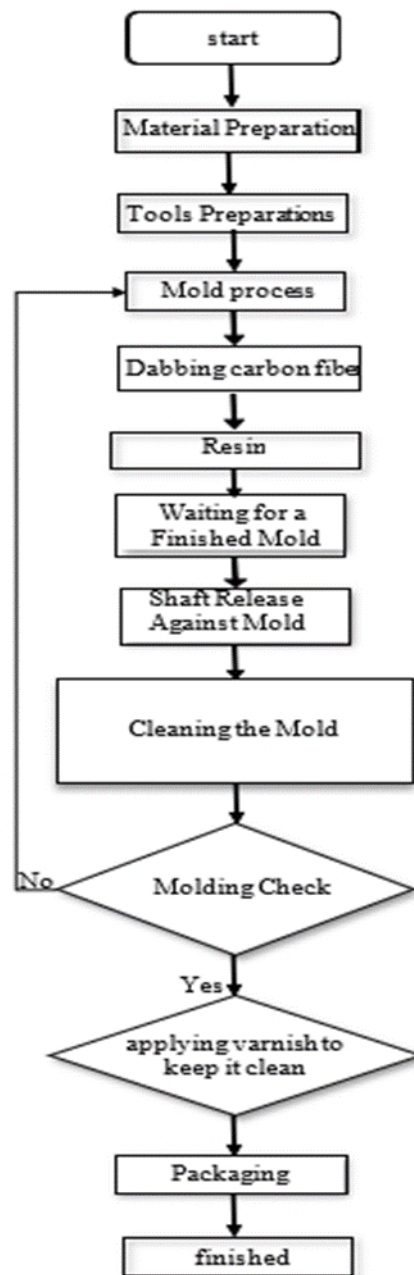 start
Material Preparation
Tools Preparations
Mold process
Dabbing carbon fibe
Resin
Waiting for a
Finished Mold
Shaft Release
Against Mold
Cleaning the Mold
Molding Check
No
Yes
applying varnish to
keep it clean
Packaging
finished